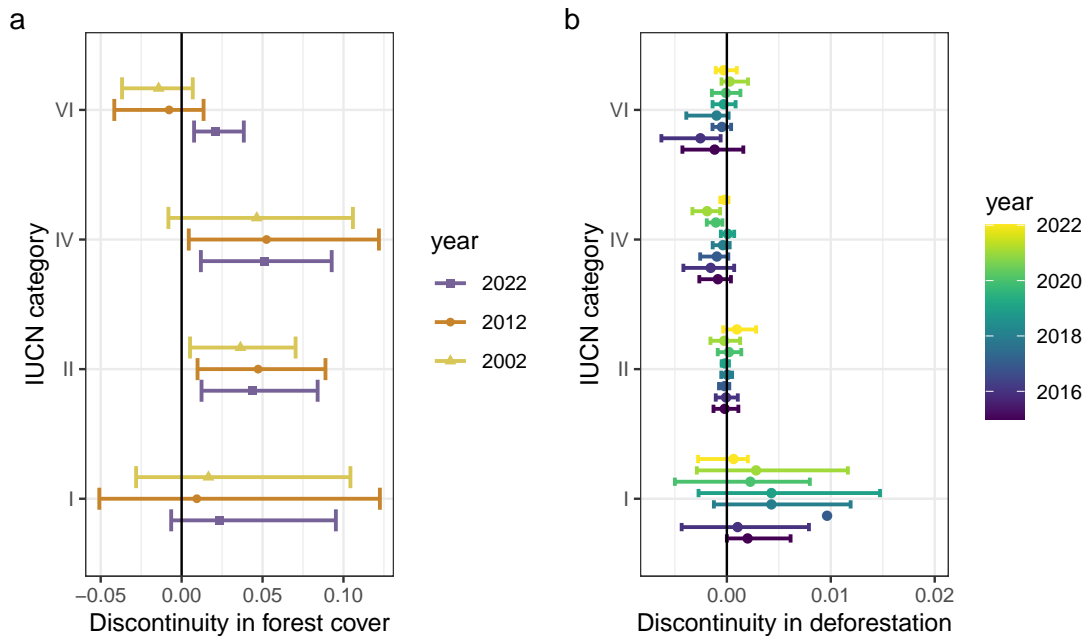 a
b
VI
IV
II
I
IUCN category
−0.05
0.00
0.05
0.10
Discontinuity in forest cover
year
2022
2012
2002
VI
IV
II
I
IUCN category
0.00
0.01
0.02
Discontinuity in deforestation
year
2022
2020
2018
2016